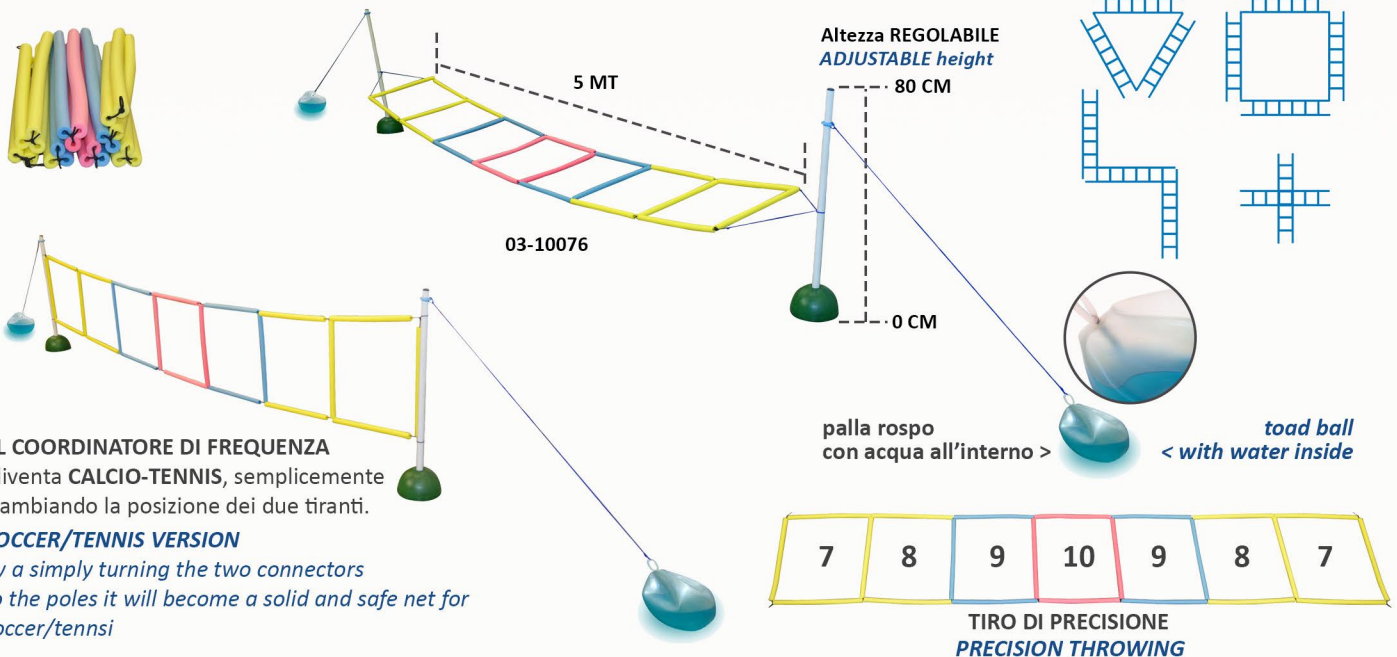 Altezza REGOLABILE
ADJUSTABLE height
80 CM
5 MT
03-10076
0 CM
L COORDINATORE DI FREQUENZA
diventa CALCIO-TENNIS, semplicemente
ambiando la posizione dei due tiranti.
OCCER/TENNIS VERSION
y a simply turning the two connectors
o the poles it will become a solid and safe net for
occer/tennsi
palla rospo
con acqua all'interno >
toad ball
< with water inside
7 8 9 10 9 8 7
TIRO DI PRECISIONE
PRECISION THROWING